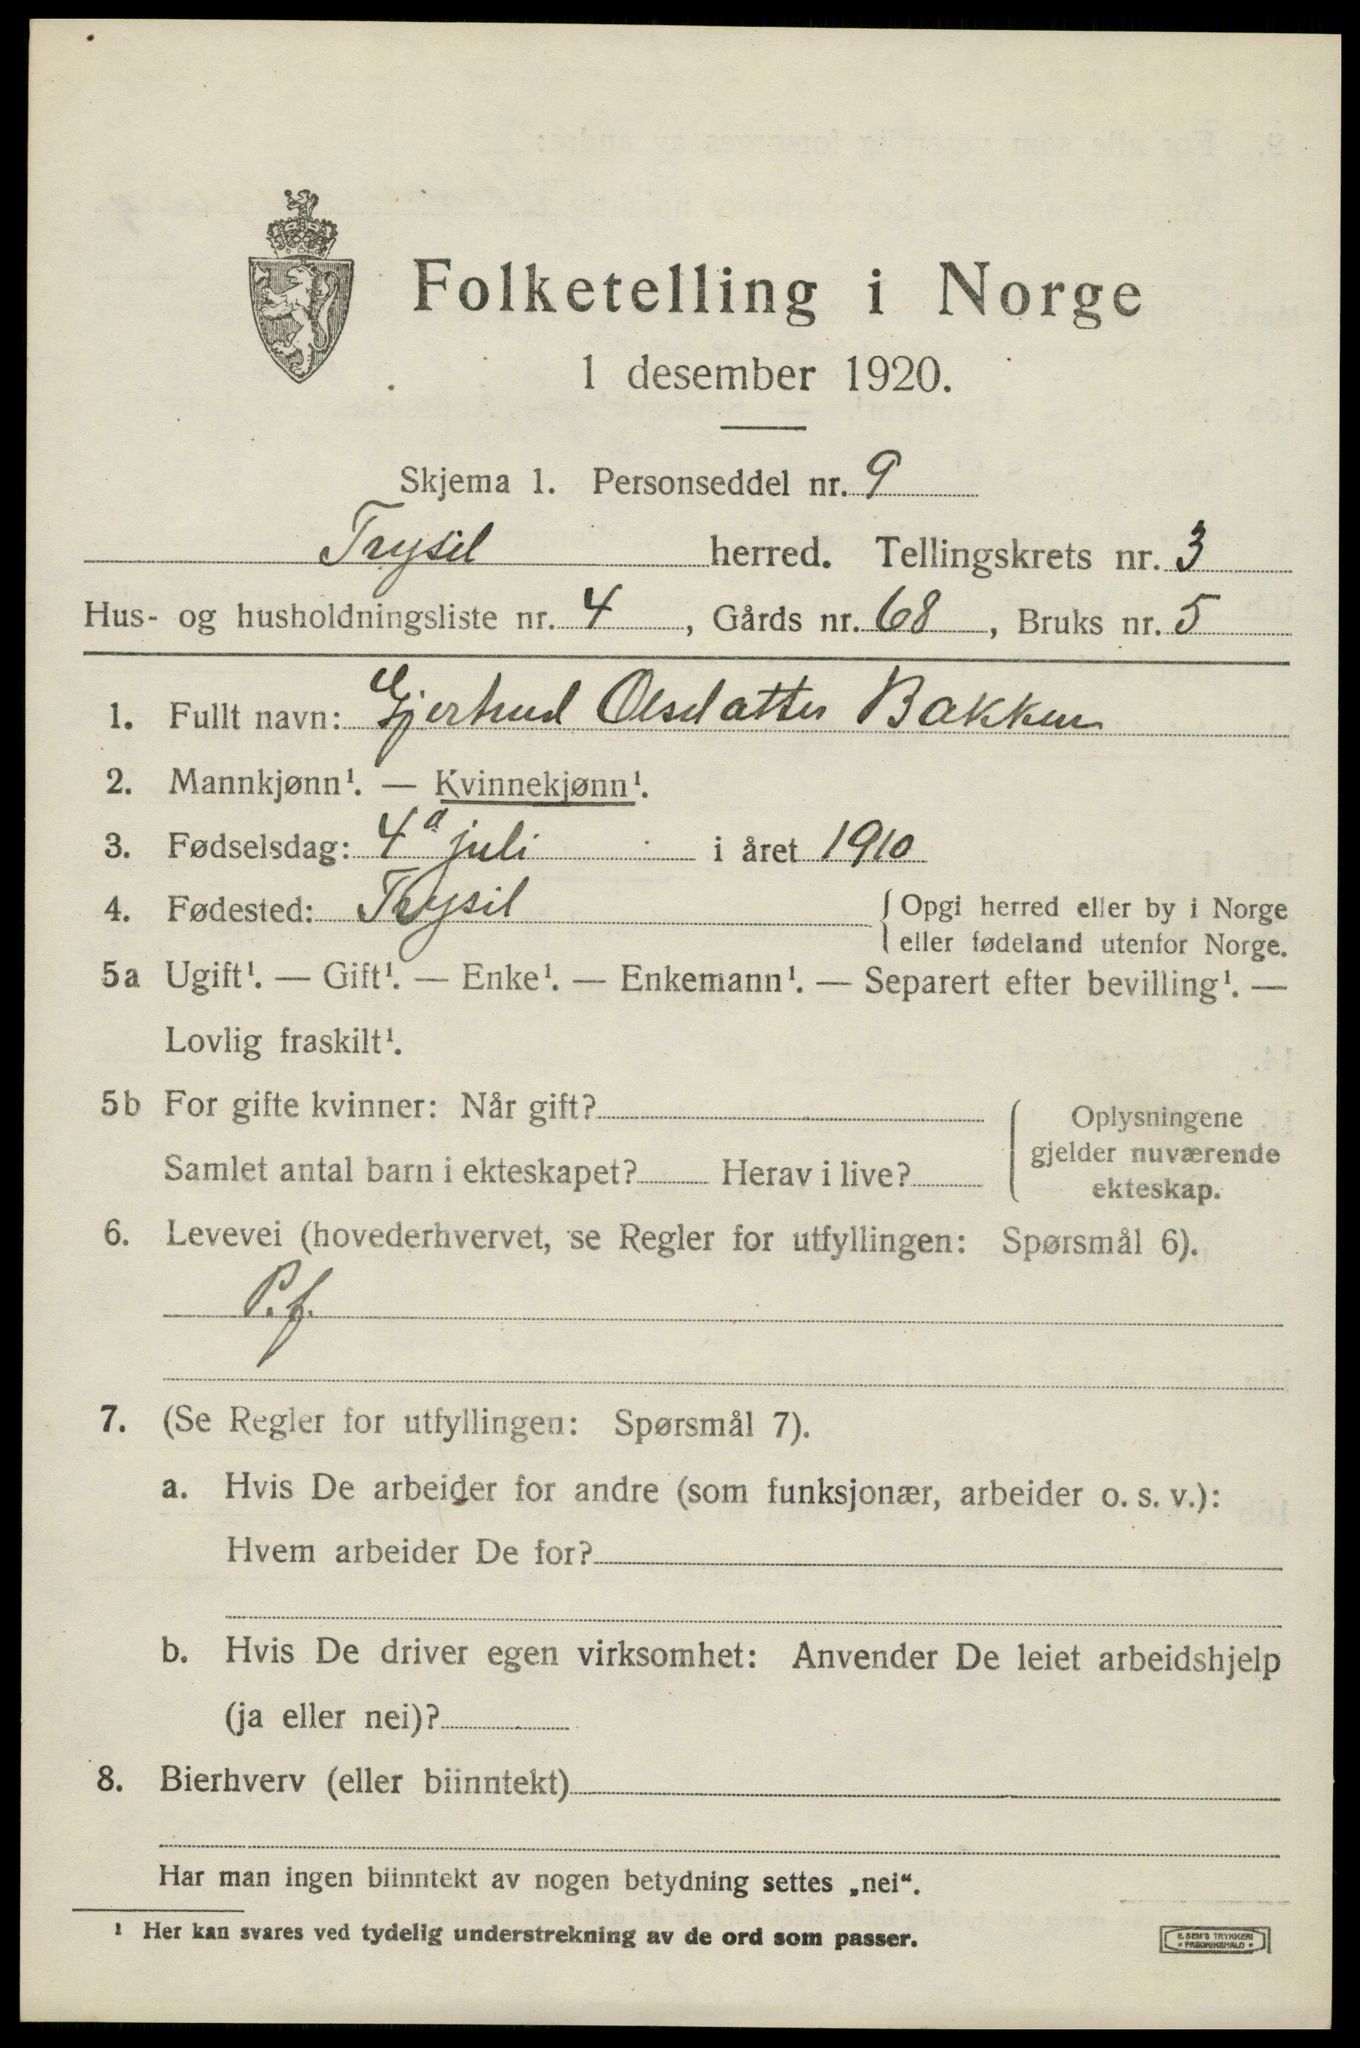 Folketelling i Norge
1 desember 1920.
Skjema 1. Personseddel nr. 9
Trysil herred. Tellingskrets nr. 3
Hus- og husholdningsliste nr. 4, Gårds nr. 68, Bruks nr. 5
1. Fullt navn: Gjertrud Olsdatter Bakken
2. Mannkjønn¹. — Kvinnekjønn¹.
3. Fødselsdag: 4ª juli i året 1910
4. Fødested: Trysil { Opgi herred eller by i Norge
eller fødeland utenfor Norge.
5a Ugift¹. — Gift¹. — Enke¹. — Enkemann¹. — Separert efter bevilling¹. —
Lovlig fraskilt¹.
5b For gifte kvinner: Når gift?
Samlet antal barn i ekteskapet? Herav i live?
Oplysningene
gjelder nuværende
ekteskap.
6. Levevei (hovederhvervet, se Regler for utfyllingen: Spørsmål 6).
P.f.
7. (Se Regler for utfyllingen: Spørsmål 7).
a. Hvis De arbeider for andre (som funksjonær, arbeider o. s. v.):
Hvem arbeider De for?
b. Hvis De driver egen virksomhet: Anvender De leiet arbeidshjelp
(ja eller nei)?
8. Bierhverv (eller biinntekt)
Har man ingen biinntekt av nogen betydning settes „nei“.
¹ Her kan svares ved tydelig understrekning av de ord som passer.
E. SEM'S TRYKKERI
FREDRIKSHALD